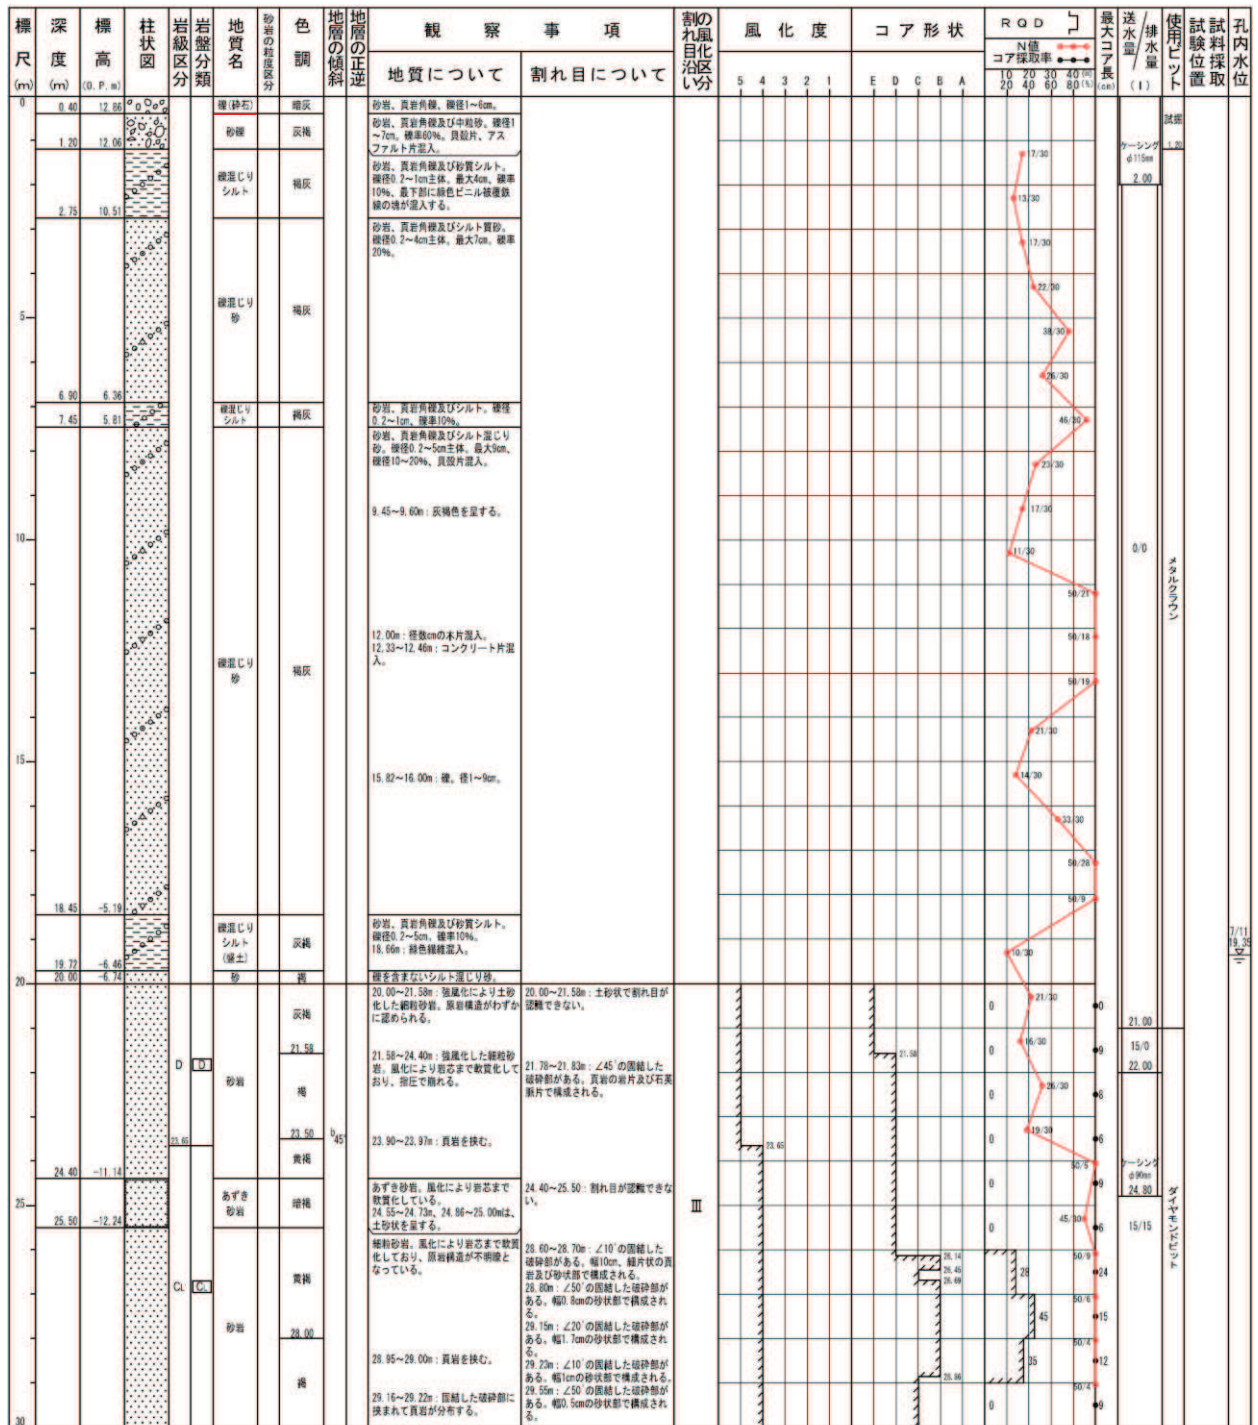 標尺(m)
深度(m)
標高(O.P.m)
柱状図
岩級区分
岩盤分類
地質名
砂岩の粒度区分
色調
地層の傾斜
地層の正逆
観察事項
地質について
割れ目について
割れ目沿いの風化区分
風化度
5 4 3 2 1
コア形状
E D C B A
RQD
N値
コア採取率
10 20 30 40 (N)
20 40 60 80 (%)
最大コア長(cm)
送水量/排水量(l)
使用ビット
試験位置
試料採取
孔内水位
0
0.40 12.86
礫(砕石)
暗灰
砂岩、頁岩角礫、礫径1~6cm。
1.20 12.06
砂礫
灰褐
砂岩、頁岩角礫及び中粒砂。礫径1
~7cm。礫率60%。貝殻片、アス
ファルト片混入。
試掘
1.20
ケーシング
φ115mm
2.00
17/30
2.75 10.51
礫混じり
シルト
褐灰
砂岩、頁岩角礫及び砂質シルト。
礫径0.2~1cm主体、最大4cm、礫率
10%、最下部に緑色ビニル被覆鉄
線の塊が混入する。
13/30
5
6.90 6.36
礫混じり
砂
褐灰
砂岩、頁岩角礫及びシルト質砂。
礫径0.2~4cm主体。最大7cm。礫率
20%。
17/30
22/30
38/30
26/30
7.45 5.81
礫混じり
シルト
褐灰
砂岩、頁岩角礫及びシルト。礫径
0.2~1cm、礫率10%。
46/30
10
15
18.45 -5.19
礫混じり
砂
褐灰
砂岩、頁岩角礫及びシルト混じり
砂。礫径0.2~5cm主体。最大9cm、
礫径10~20%、貝殻片混入。
9.45~9.60m:灰褐色を呈する。
12.00m:径数cmの木片混入。
12.33~12.46m:コンクリート片混
入。
15.82~16.00m:礫。径1~9cm。
23/30
17/30
11/30
50/21
50/18
50/19
21/30
14/30
33/30
50/28
50/9
0/0
メタルクラウン
19.72 -6.46
礫混じり
シルト
(盛土)
灰褐
砂岩、頁岩角礫及び砂質シルト。
礫径0.2~5cm、礫率10%。
18.66m:緑色繊維混入。
10/30
7/11
19.35
20
20.00 -6.74
砂
褐
礫を含まないシルト混じり砂。
24.40 -11.14
D
D
23.65
砂岩
灰褐
21.58
褐
23.50
黄褐
b
45°
20.00~21.58m:強風化により土砂
化した細粒砂岩。原岩構造がわずか
に認められる。
21.58~24.40m:強風化した細粒砂
岩。風化により岩芯まで軟質化して
おり、指圧で崩れる。
23.90~23.97m:頁岩を挟む。
20.00~21.58m:土砂状で割れ目が
認識できない。
21.78~21.83m:∠45°の固結した
破砕部がある。頁岩の岩片及び石英
脈片で構成される。
23.65
21.58
0 21/30 0
0 16/30 9
0 26/30 8
0 19/30 6
0 50/5 9
21.00
15/0
22.00
ケーシング
φ90mm
24.80
25
25.50 -12.24
あずき
砂岩
暗褐
あずき砂岩。風化により岩芯まで
軟質化している。
24.55~24.73m、24.86~25.00mは、
土砂状を呈する。
24.40~25.50:割れ目が認識できな
い。
Ⅲ
0 45/30 6
15/15
ダイヤモンドビット
30
CL
CL
砂岩
黄褐
28.00
褐
細粒砂岩。風化により岩芯まで軟質
化しており、原岩構造が不明瞭と
なっている。
28.95~29.00m:頁岩を挟む。
29.16~29.22m:固結した破砕部に
挟まれて頁岩が分布する。
28.60~28.70m:∠10°の固結した
破砕部がある。幅10cm、細片状の頁
岩及び砂状部で構成される。
28.80m:∠50°の固結した破砕部が
ある。幅0.8cmの砂状部で構成され
る。
29.15m:∠20°の固結した破砕部が
ある。幅1.7cmの砂状部で構成され
る。
29.23m:∠10°の固結した破砕部が
ある。幅1cmの砂状部で構成される。
29.55m:∠50°の固結した破砕部が
ある。幅0.5cmの砂状部で構成され
る。
26.14
26.45
26.69
28.86
50/9
26 24
50/6
45 15
50/4
35 12
50/4
0 9